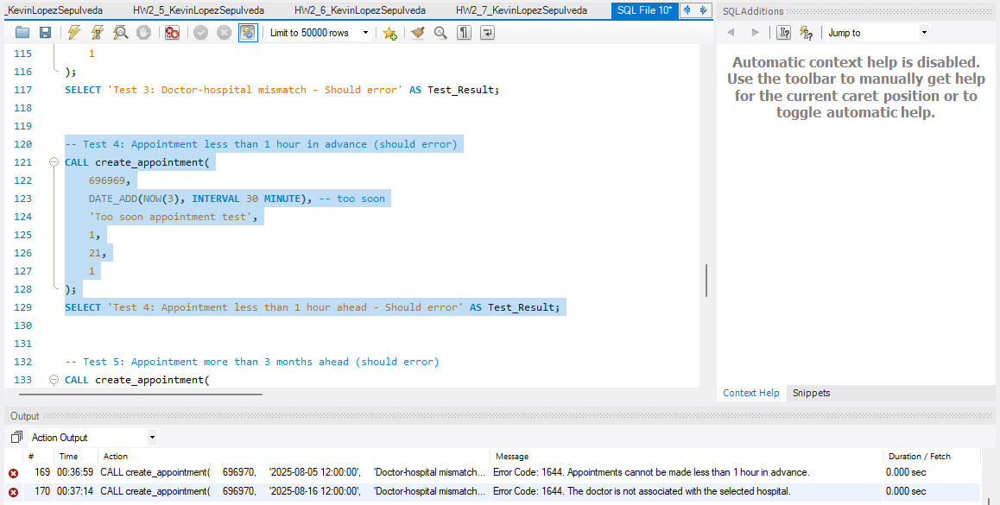 _KevinLopezSepulveda HW2_5_KevinLopezSepulveda HW2_6_KevinLopezSepulveda HW2_7_KevinLopezSepulveda SQL File 10*
Limit to 50000 rows
115 1
116 );
117 SELECT 'Test 3: Doctor-hospital mismatch - Should error' AS Test_Result;
118
119
120 -- Test 4: Appointment less than 1 hour in advance (should error)
121 CALL create_appointment(
122 696969,
123 DATE_ADD(NOW(3), INTERVAL 30 MINUTE), -- too soon
124 'Too soon appointment test',
125 1,
126 21,
127 1
128 );
129 SELECT 'Test 4: Appointment less than 1 hour ahead - Should error' AS Test_Result;
130
131
132 -- Test 5: Appointment more than 3 months ahead (should error)
133 CALL create_appointment(
SQLAdditions
Jump to
Automatic context help is disabled.
Use the toolbar to manually get help
for the current caret position or to
toggle automatic help.
Context Help Snippets
Output
Action Output
# Time Action Message Duration / Fetch
169 00:36:59 CALL create_appointment( 696970, '2025-08-05 12:00:00', 'Doctor-hospital mismatch... Error Code: 1644. Appointments cannot be made less than 1 hour in advance. 0.000 sec
170 00:37:14 CALL create_appointment( 696970, '2025-08-16 12:00:00', 'Doctor-hospital mismatch... Error Code: 1644. The doctor is not associated with the selected hospital. 0.000 sec